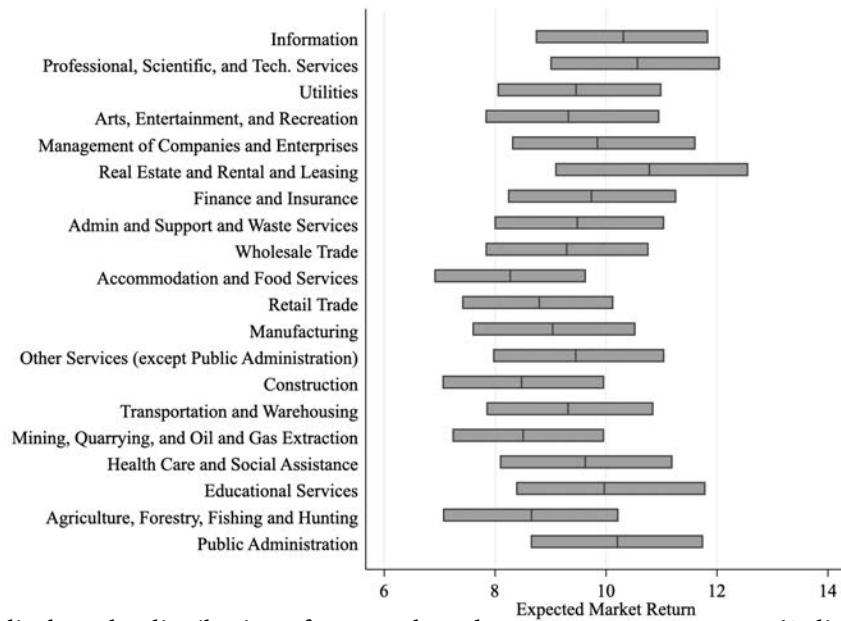 Information
Professional, Scientific, and Tech. Services
Utilities
Arts, Entertainment, and Recreation
Management of Companies and Enterprises
Real Estate and Rental and Leasing
Finance and Insurance
Admin and Support and Waste Services
Wholesale Trade
Accommodation and Food Services
Retail Trade
Manufacturing
Other Services (except Public Administration)
Construction
Transportation and Warehousing
Mining, Quarrying, and Oil and Gas Extraction
Health Care and Social Assistance
Educational Services
Agriculture, Forestry, Fishing and Hunting
Public Administration
6 8 10 12 14
Expected Market Return